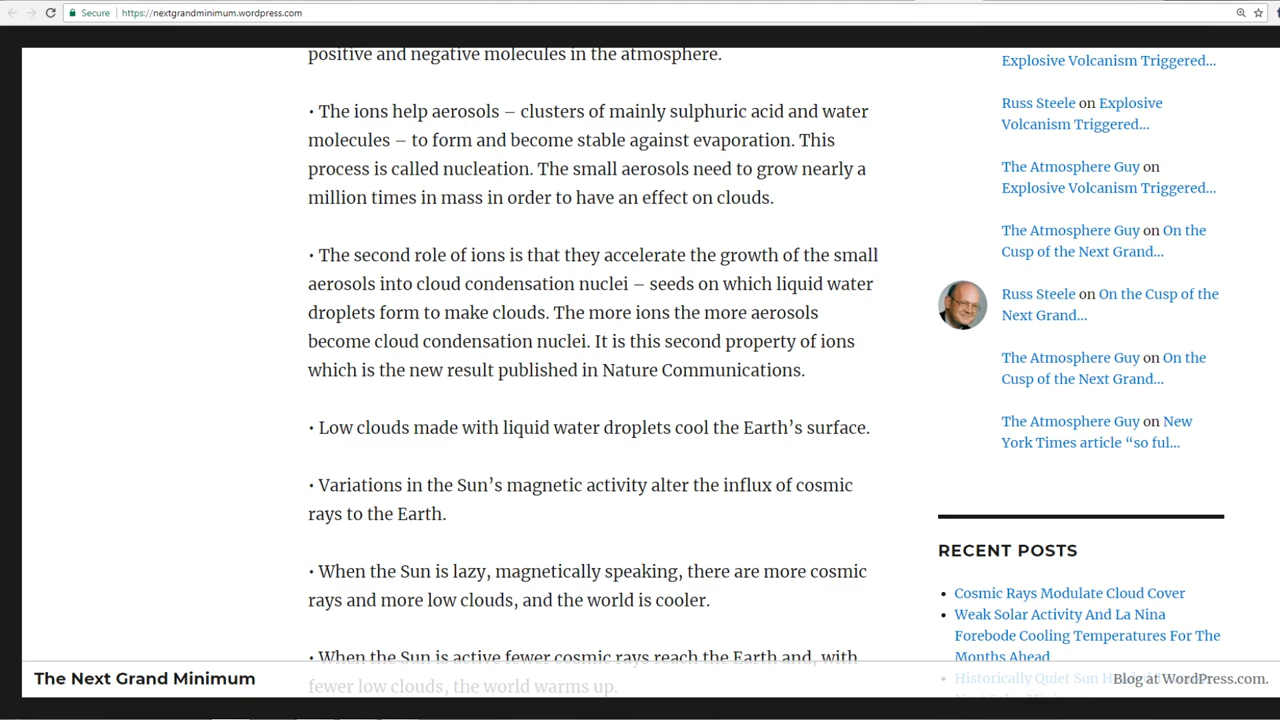 Secure | https://nextgrandminimum.wordpress.com
positive and negative molecules in the atmosphere.
• The ions help aerosols – clusters of mainly sulphuric acid and water
molecules – to form and become stable against evaporation. This
process is called nucleation. The small aerosols need to grow nearly a
million times in mass in order to have an effect on clouds.
• The second role of ions is that they accelerate the growth of the small
aerosols into cloud condensation nuclei – seeds on which liquid water
droplets form to make clouds. The more ions the more aerosols
become cloud condensation nuclei. It is this second property of ions
which is the new result published in Nature Communications.
• Low clouds made with liquid water droplets cool the Earth’s surface.
• Variations in the Sun’s magnetic activity alter the influx of cosmic
rays to the Earth.
• When the Sun is lazy, magnetically speaking, there are more cosmic
rays and more low clouds, and the world is cooler.
• When the Sun is active fewer cosmic rays reach the Earth and, with
fewer low clouds, the world warms up.
Explosive Volcanism Triggered...
Russ Steele on Explosive
Volcanism Triggered...
The Atmosphere Guy on
Explosive Volcanism Triggered...
The Atmosphere Guy on On the
Cusp of the Next Grand...
Russ Steele on On the Cusp of the
Next Grand...
The Atmosphere Guy on On the
Cusp of the Next Grand...
The Atmosphere Guy on New
York Times article “so ful...
RECENT POSTS
• Cosmic Rays Modulate Cloud Cover
• Weak Solar Activity And La Nina
Forebode Cooling Temperatures For The
Months Ahead
• Historically Quiet Sun
The Next Grand Minimum
Blog at WordPress.com.